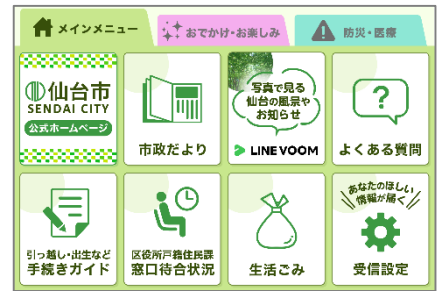 メインメニュー
おでかけ・お楽しみ
防災・医療
仙台市
SENDAI CITY
公式ホームページ
市政だより
写真で見る
仙台の風景や
お知らせ
LINE VOOM
?
よくある質問
引っ越し・出生など
手続きガイド
区役所戸籍住民課
窓口待合状況
生活ごみ
あなたのほしい
情報が届く
受信設定